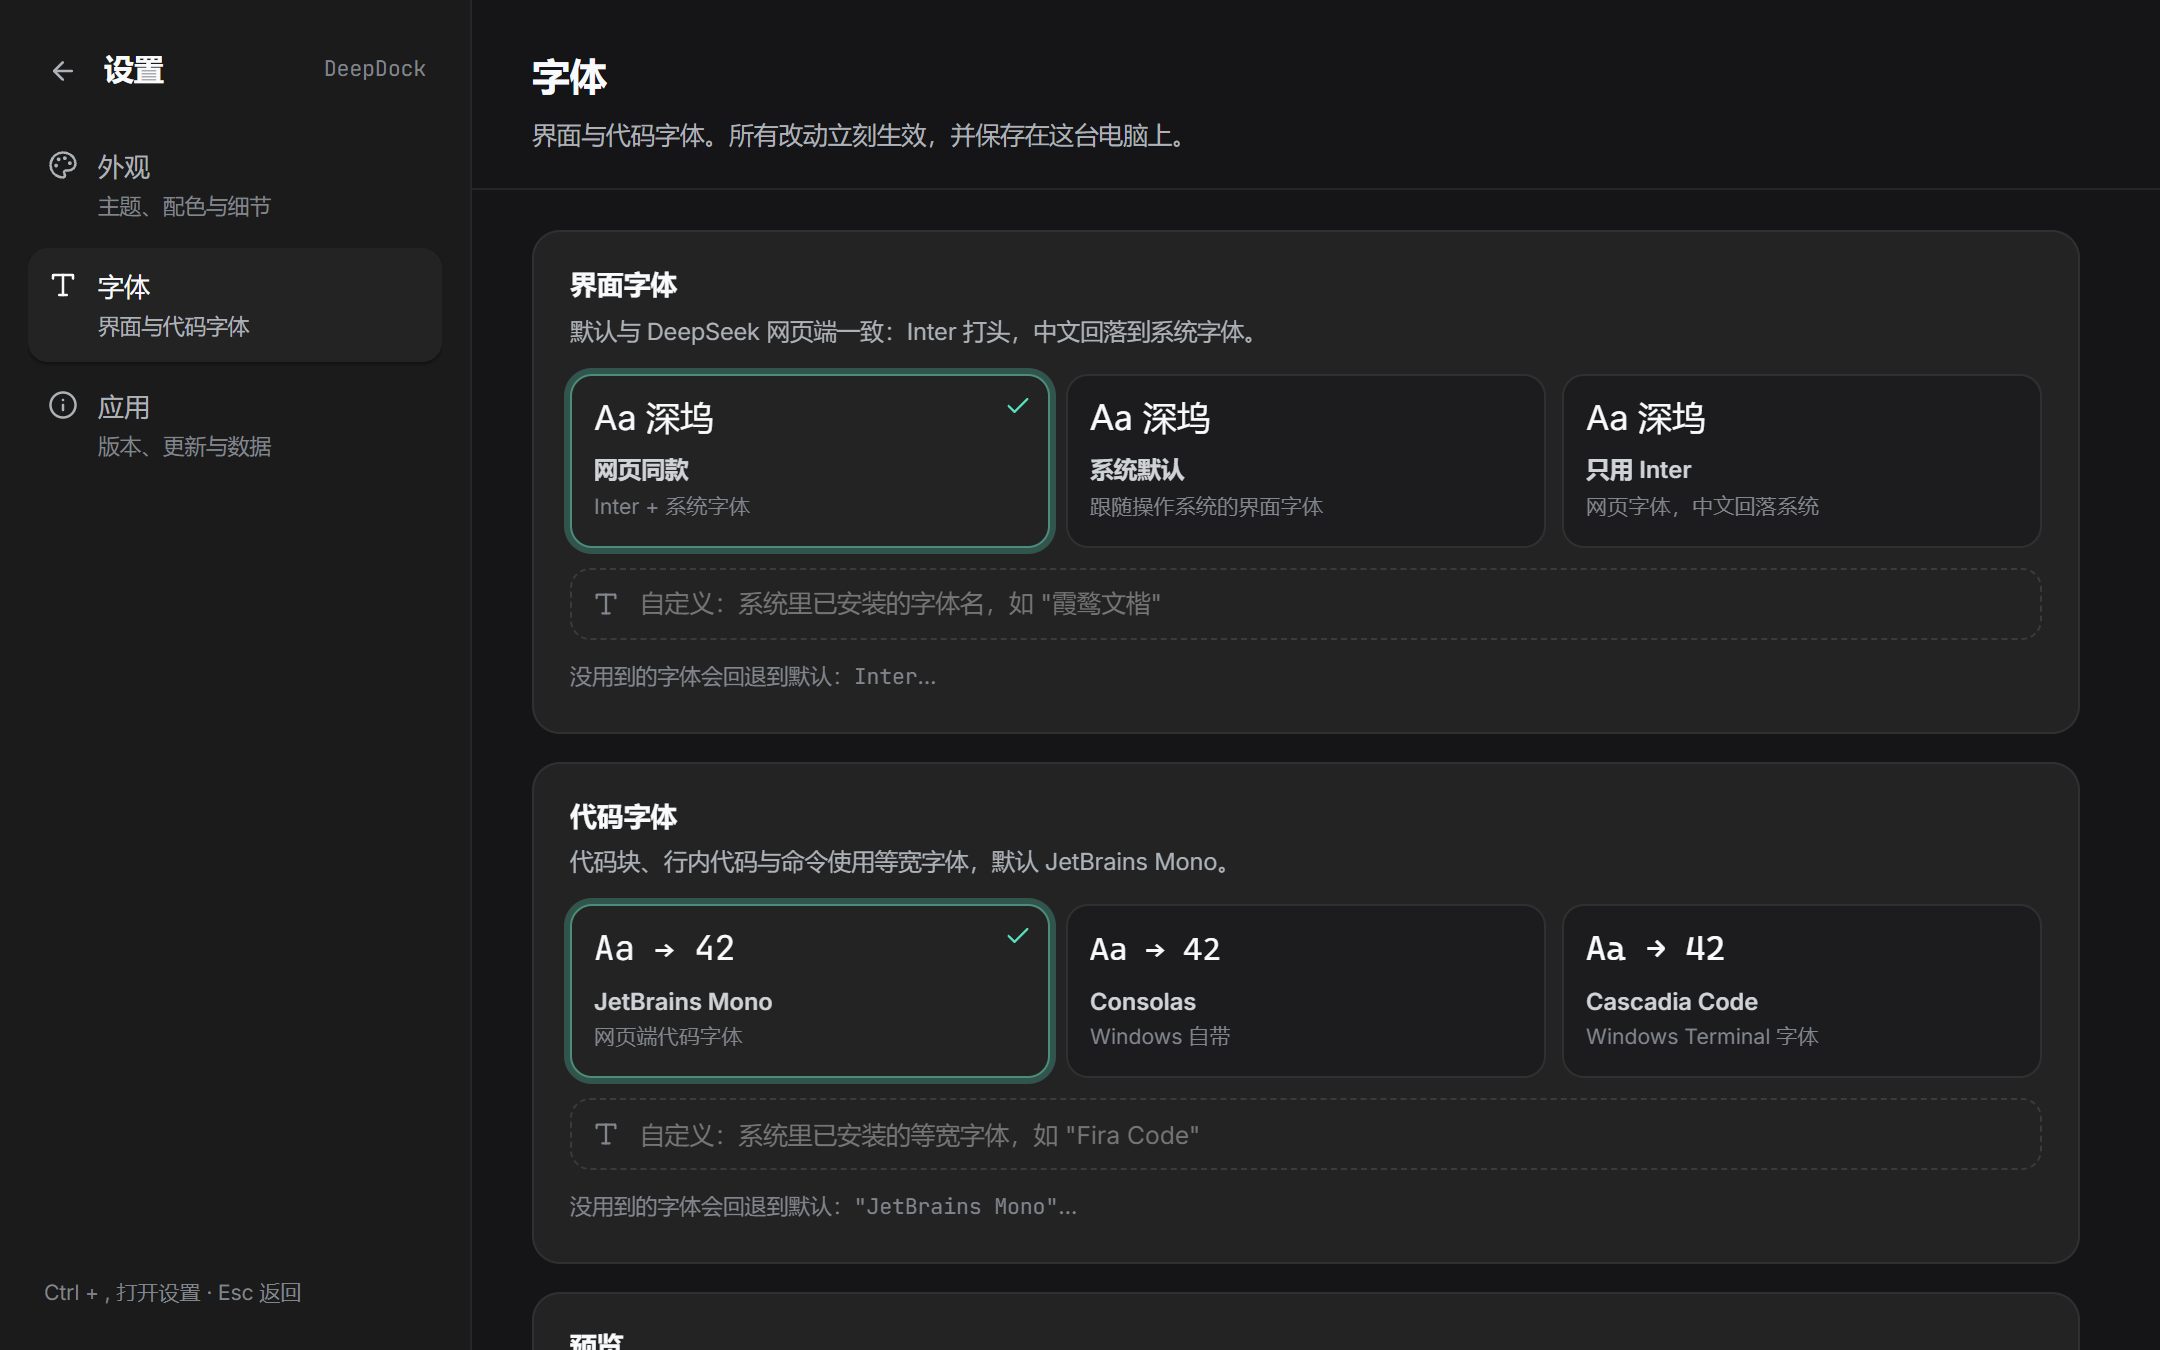 设置
DeepDock
外观
主题、配色与细节
字体
界面与代码字体
应用
版本、更新与数据
Ctrl + , 打开设置 · Esc 返回
字体
界面与代码字体。所有改动立刻生效，并保存在这台电脑上。
界面字体
默认与 DeepSeek 网页端一致：Inter 打头，中文回落到系统字体。
Aa 深坞
网页同款
Inter + 系统字体
Aa 深坞
系统默认
跟随操作系统的界面字体
Aa 深坞
只用 Inter
网页字体，中文回落系统
自定义：系统里已安装的字体名，如 "霞鹜文楷"
没用到的字体会回退到默认：Inter…
代码字体
代码块、行内代码与命令使用等宽字体，默认 JetBrains Mono。
Aa → 42
JetBrains Mono
网页端代码字体
Aa → 42
Consolas
Windows 自带
Aa → 42
Cascadia Code
Windows Terminal 字体
自定义：系统里已安装的等宽字体，如 "Fira Code"
没用到的字体会回退到默认："JetBrains Mono"…
预览